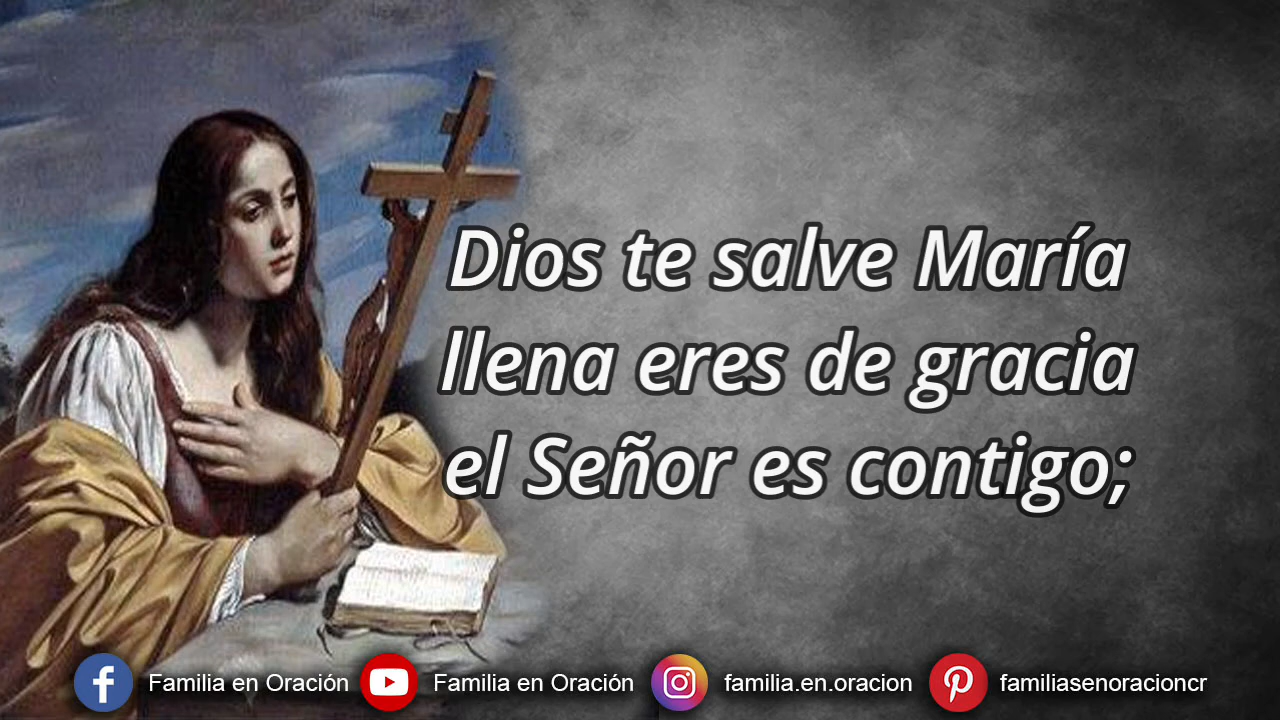 Dios te salve María
llena eres de gracia
el Señor es contigo;
Familia en Oración Familia en Oración familia.en.oracion familiasenoracioncr